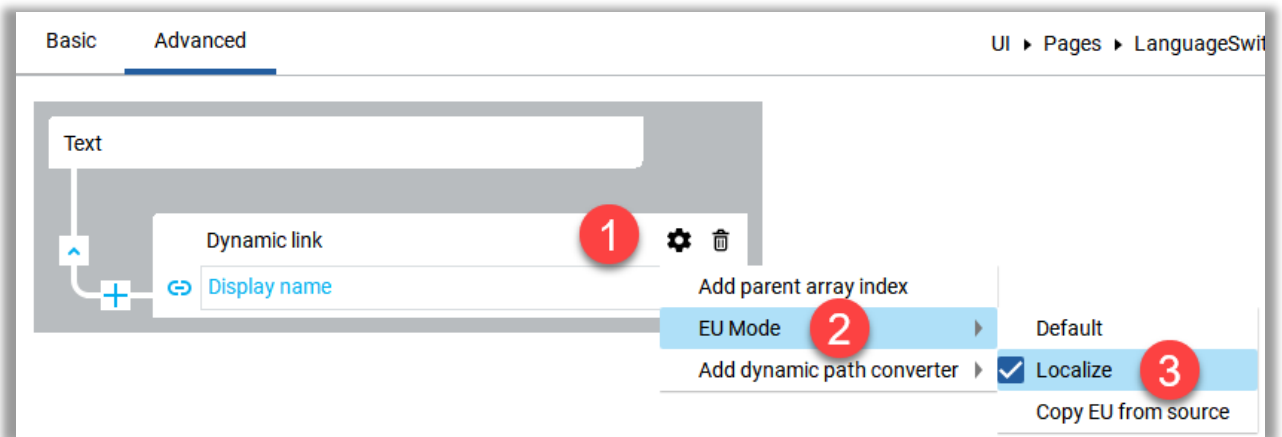 Basic Advanced UI ▸ Pages ▸ LanguageSwit
Text
Dynamic link 1
Display name
Add parent array index
EU Mode 2 Default
Add dynamic path converter Localize 3
Copy EU from source